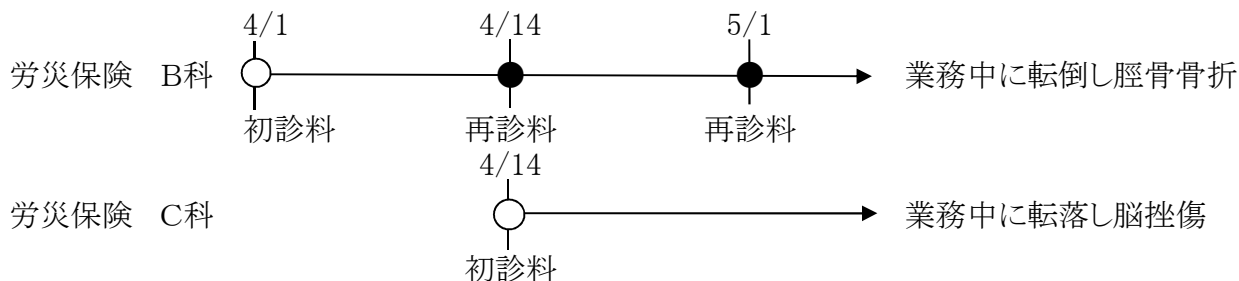 4/1 4/14 5/1
労災保険 B科 業務中に転倒し脛骨骨折
初診料 再診料 再診料
4/14
労災保険 C科 業務中に転落し脳挫傷
初診料